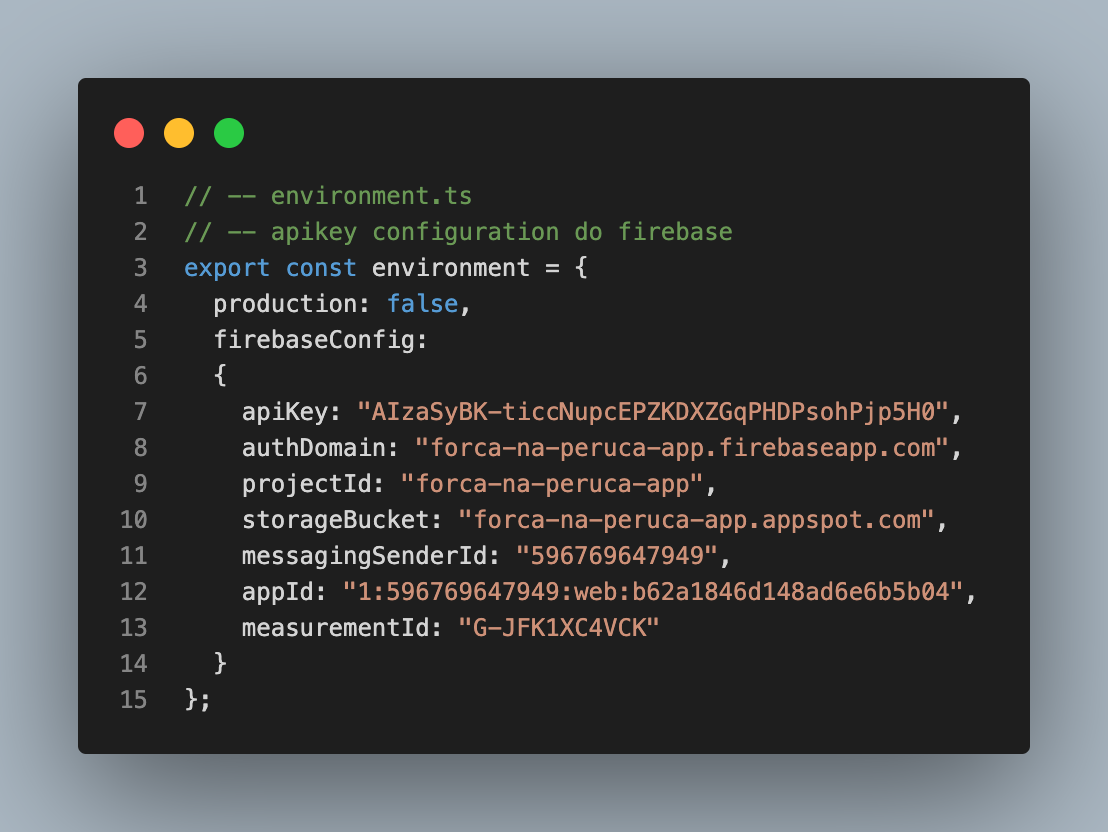 1 // -- environment.ts
2 // -- apikey configuration do firebase
3 export const environment = {
4   production: false,
5   firebaseConfig:
6   {
7     apiKey: "AIzaSyBK-ticcNupcEPZKDXZGqPHDPsohPjp5H0",
8     authDomain: "forca-na-peruca-app.firebaseapp.com",
9     projectId: "forca-na-peruca-app",
10     storageBucket: "forca-na-peruca-app.appspot.com",
11     messagingSenderId: "596769647949",
12     appId: "1:596769647949:web:b62a1846d148ad6e6b5b04",
13     measurementId: "G-JFK1XC4VCK"
14   }
15 };